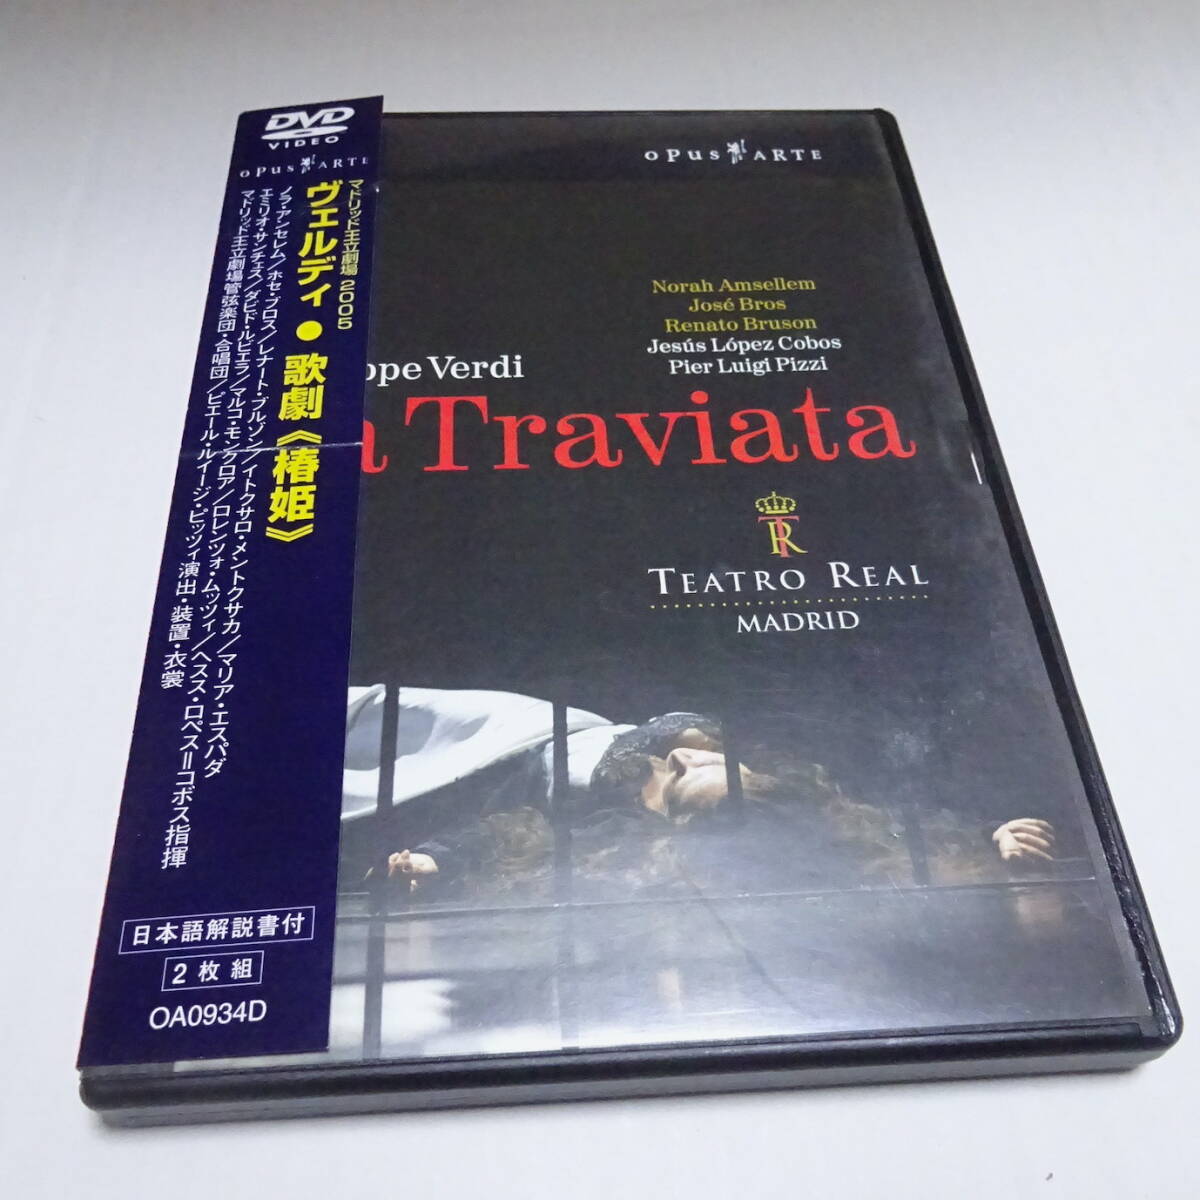 DVD
VIDEO
OPUS ARTE
マドリッド王立劇場 2005
ヴェルディ ● 歌劇《椿姫》
ノラ・アンセレム/ホセ・ブロス/レナート・ブルゾン/イトクサロ・メントクサカ/マリア・エスパダ
エミリオ・サンチェス/ダビド・ルビエラ/マルコ・モンクロア/ロレンツォ・ムッツィ/ヘスス・ロペス=コボス指揮
マドリッド王立劇場管弦楽団・合唱団/ピエール・ルイージ・ピッツィ演出・装置・衣裳
日本語解説書付
2枚組
OA0934D
OPUS ARTE
Norah Amsellem
José Bros
Renato Bruson
Jesús López Cobos
Pier Luigi Pizzi
ppe Verdi
a Traviata
TR
TEATRO REAL
MADRID